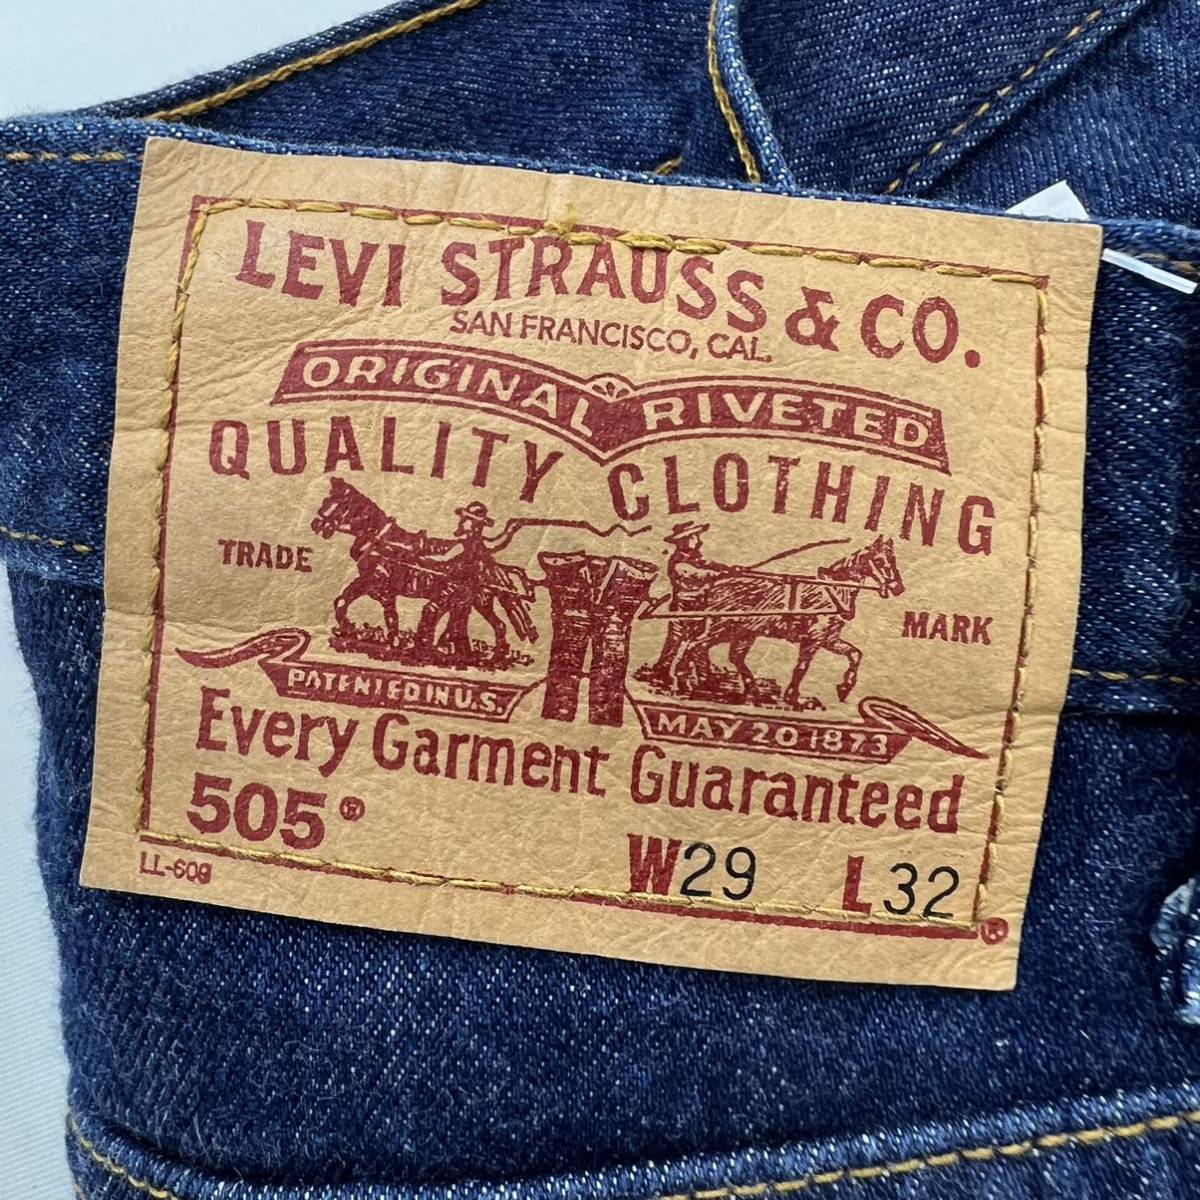 LEVI STRAUSS & CO.
SAN FRANCISCO, CAL.
ORIGINAL RIVETED
QUALITY CLOTHING
TRADE MARK
PATENTED IN U.S.
MAY 20 1873
Every Garment Guaranteed
505®
W29 L32
LL-609
®